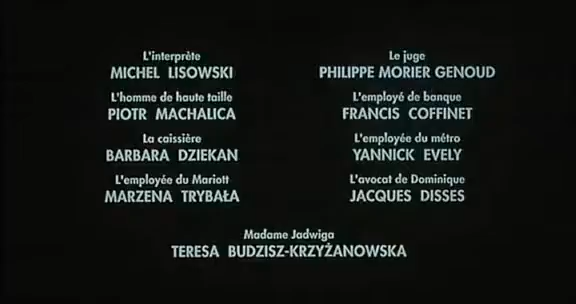 L'interprète
MICHEL LISOWSKI
L'homme de haute taille
PIOTR MACHALICA
La caissière
BARBARA DZIEKAN
L'employée du Mariott
MARZENA TRYBAŁA
Le juge
PHILIPPE MORIER GENOUD
L'employé de banque
FRANCIS COFFINET
L'employée du métro
YANNICK EVELY
L'avocat de Dominique
JACQUES DISSES
Madame Jadwiga
TERESA BUDZISZ-KRZYŻANOWSKA